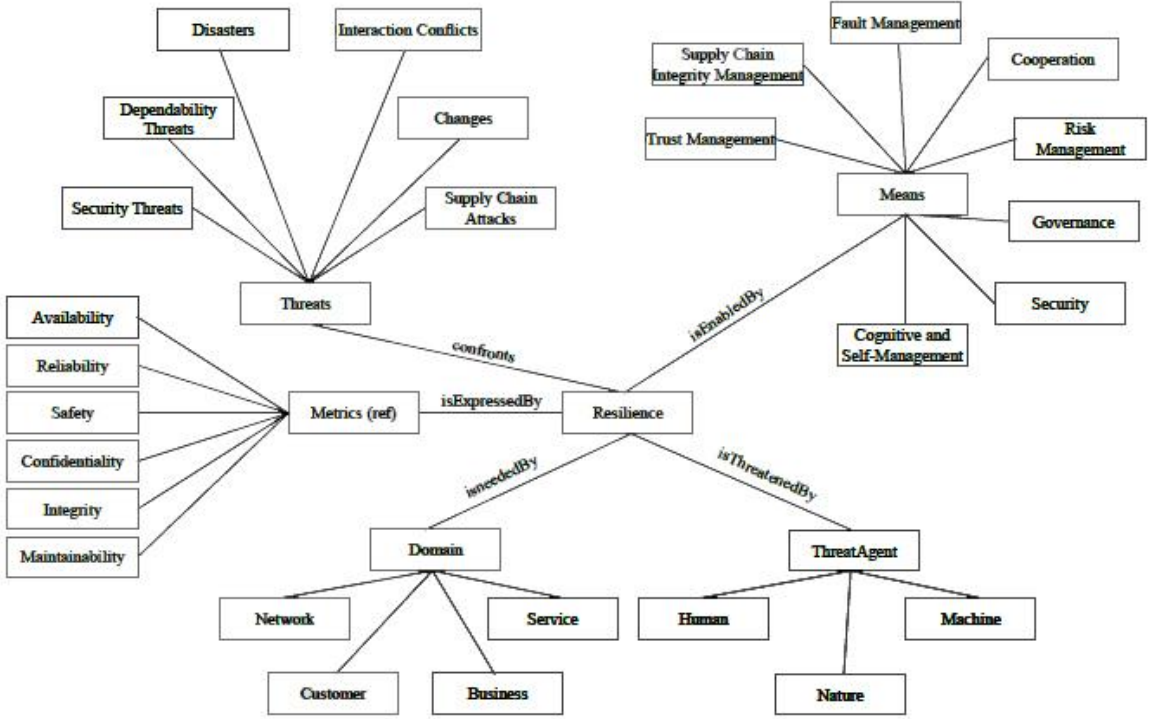 Disasters
Interaction Conflicts
Fault Management
Supply Chain
Integrity Management
Cooperation
Dependability
Threats
Changes
Trust Management
Risk
Management
Security Threats
Supply Chain
Attacks
Means
Governance
Threats
Security
Cognitive and
Self-Management
isEnabledBy
confronts
Availability
Reliability
Safety
Confidentiality
Integrity
Maintainability
Metrics (ref)
isExpressedBy
Resilience
isneededBy
isThreatenedBy
Domain
ThreatAgent
Network
Service
Human
Machine
Customer
Business
Nature